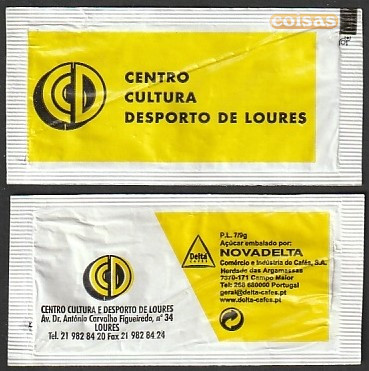 coisas
CENTRO
CULTURA
DESPORTO DE LOURES
CENTRO CULTURA E DESPORTO DE LOURES
Av. Dr. António Carvalho Figueiredo, n° 34
LOURES
Tel. 21 982 84 20 Fax 21 982 84 24
Delta
CAFÉS
P.L. 7/9g
Açúcar embalado por:
NOVADELTA
Comércio e Indústria de Cafés, S.A.
Herdade das Argamassas
7370-171 Campo Maior
Tel: 268 680000 Portugal
geral@delta-cafes.pt
www.delta-cafes.pt